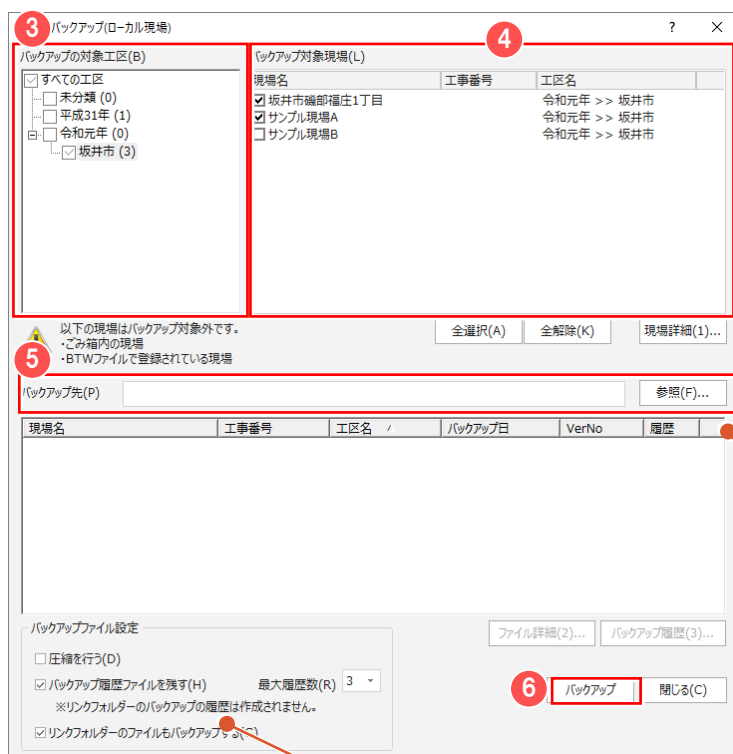 3 バックアップ(ローカル現場) ? ×
バックアップの対象工区(B)
すべての工区
未分類 (0)
平成31年 (1)
令和元年 (0)
坂井市 (3)
4
バックアップ対象現場(L)
現場名 工事番号 工区名
坂井市磯部福庄1丁目 令和元年 >> 坂井市
サンプル現場A 令和元年 >> 坂井市
サンプル現場B 令和元年 >> 坂井市
以下の現場はバックアップ対象外です。
・ごみ箱内の現場
・BTWファイルで登録されている現場
全選択(A) 全解除(K) 現場詳細(1)...
5
バックアップ先(P) 参照(F)...
現場名 工事番号 工区名 バックアップ日 VerNo 履歴
バックアップファイル設定
ファイル詳細(2)... バックアップ履歴(3)...
圧縮を行う(D)
バックアップ履歴ファイルを残す(H) 最大履歴数(R) 3
※リンクフォルダーのバックアップの履歴は作成されません。
リンクフォルダーのファイルもバックアップする(G)
6 バックアップ 閉じる(C)